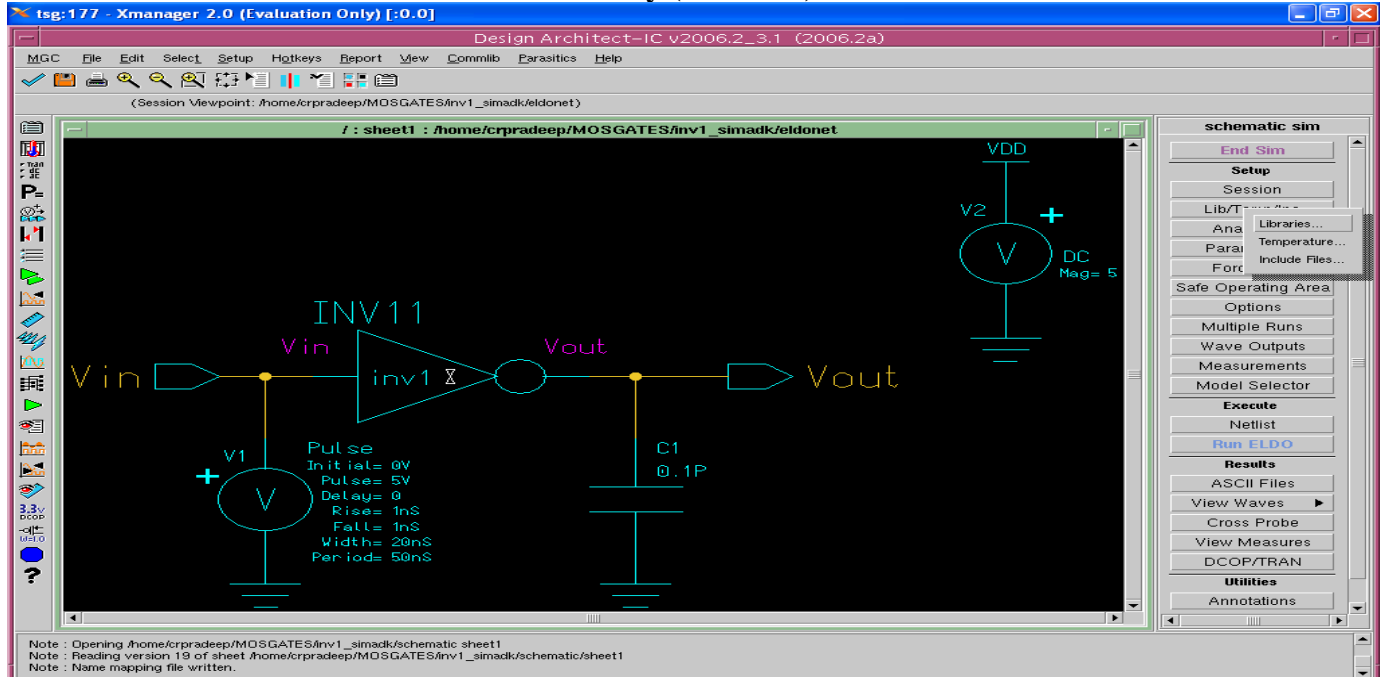 tsg:177 - Xmanager 2.0 (Evaluation Only) [:0.0]
Design Architect-IC v2006.2_3.1 (2006.2a)
MGC File Edit Select Setup Hotkeys Report View Commlib Parasitics Help
(Session Viewpoint: /home/crpradeep/MOSGATES/inv1_simadk/eldonet)
/ : sheet1 : /home/crpradeep/MOSGATES/inv1_simadk/eldonet
P=
3.3v
DCOP
?
VDD
V2
+
V
DC
Mag= 5
INV11
Vin
Vout
Vin
inv1
Vout
V1
+
V
Pulse
Initial= 0V
Pulse= 5V
Delay= 0
Rise= 1nS
Fall= 1nS
Width= 20nS
Period= 50nS
C1
0.1P
schematic sim
End Sim
Setup
Session
Libraries...
Temperature...
Include Files...
Safe Operating Area
Options
Multiple Runs
Wave Outputs
Measurements
Model Selector
Execute
Netlist
Run ELDO
Results
ASCII Files
View Waves
Cross Probe
View Measures
DCOP/TRAN
Utilities
Annotations
Note : Opening /home/crpradeep/MOSGATES/inv1_simadk/schematic sheet1
Note : Reading version 19 of sheet /home/crpradeep/MOSGATES/inv1_simadk/schematic/sheet1
Note : Name mapping file written.